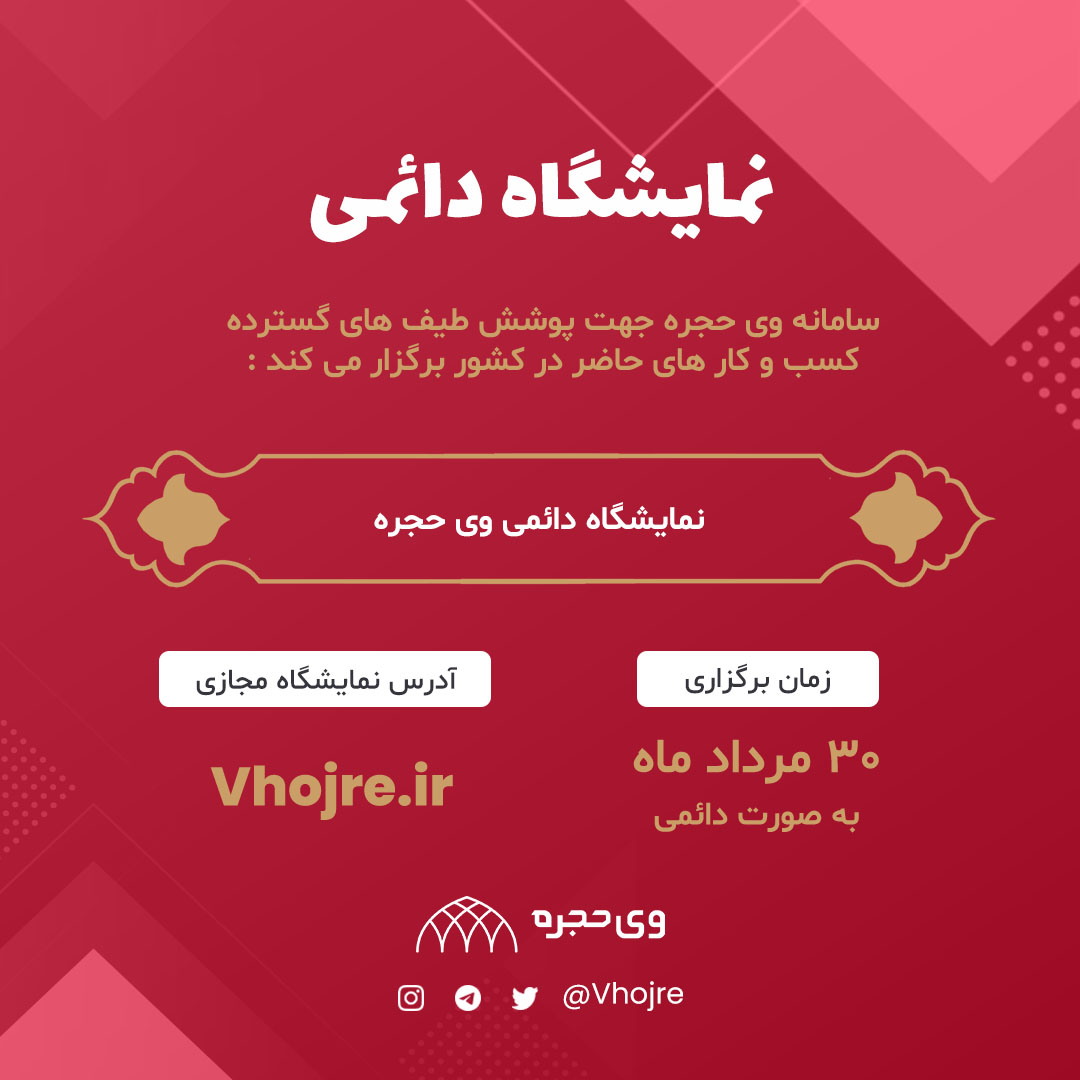 نمایشگاه دائمی
سامانه وی حجره جهت پوشش طیف های گسترده
کسب و کار های حاضر در کشور برگزار می کند :
نمایشگاه دائمی وی حجره
زمان برگزاری
۳۰ مرداد ماه
به صورت دائمی
آدرس نمایشگاه مجازی
Vhojre.ir
وی حجره
@Vhojre